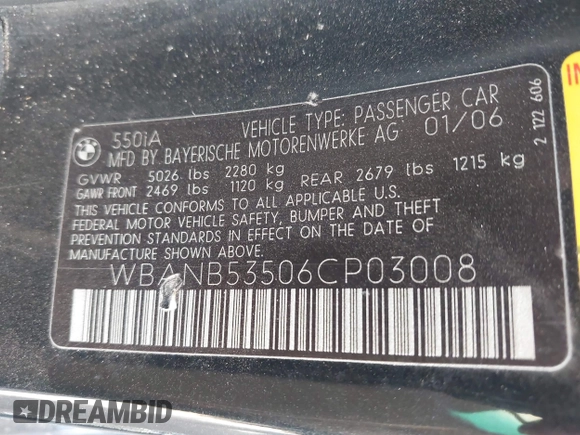 BMW
550iA
VEHICLE TYPE: PASSENGER CAR
MFD BY BAYERISCHE MOTORENWERKE AG 01/06
GVWR 5026 lbs 2280 kg
GAWR FRONT 2469 lbs 1120 kg REAR 2679 lbs 1215 kg
THIS VEHICLE CONFORMS TO ALL APPLICABLE U.S.
FEDERAL MOTOR VEHICLE SAFETY, BUMPER AND THEFT
PREVENTION STANDARDS IN EFFECT ON THE DATE OF
MANUFACTURE SHOWN ABOVE.
WBANB53506CP03008
2 122 606
DREAMBID